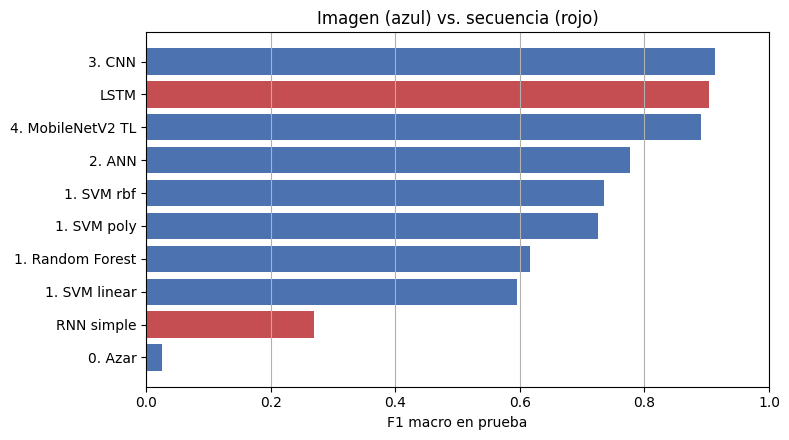 Imagen (azul) vs. secuencia (rojo)
3. CNN
LSTM
4. MobileNetV2 TL
2. ANN
1. SVM rbf
1. SVM poly
1. Random Forest
1. SVM linear
RNN simple
0. Azar
0.0 0.2 0.4 0.6 0.8 1.0
F1 macro en prueba